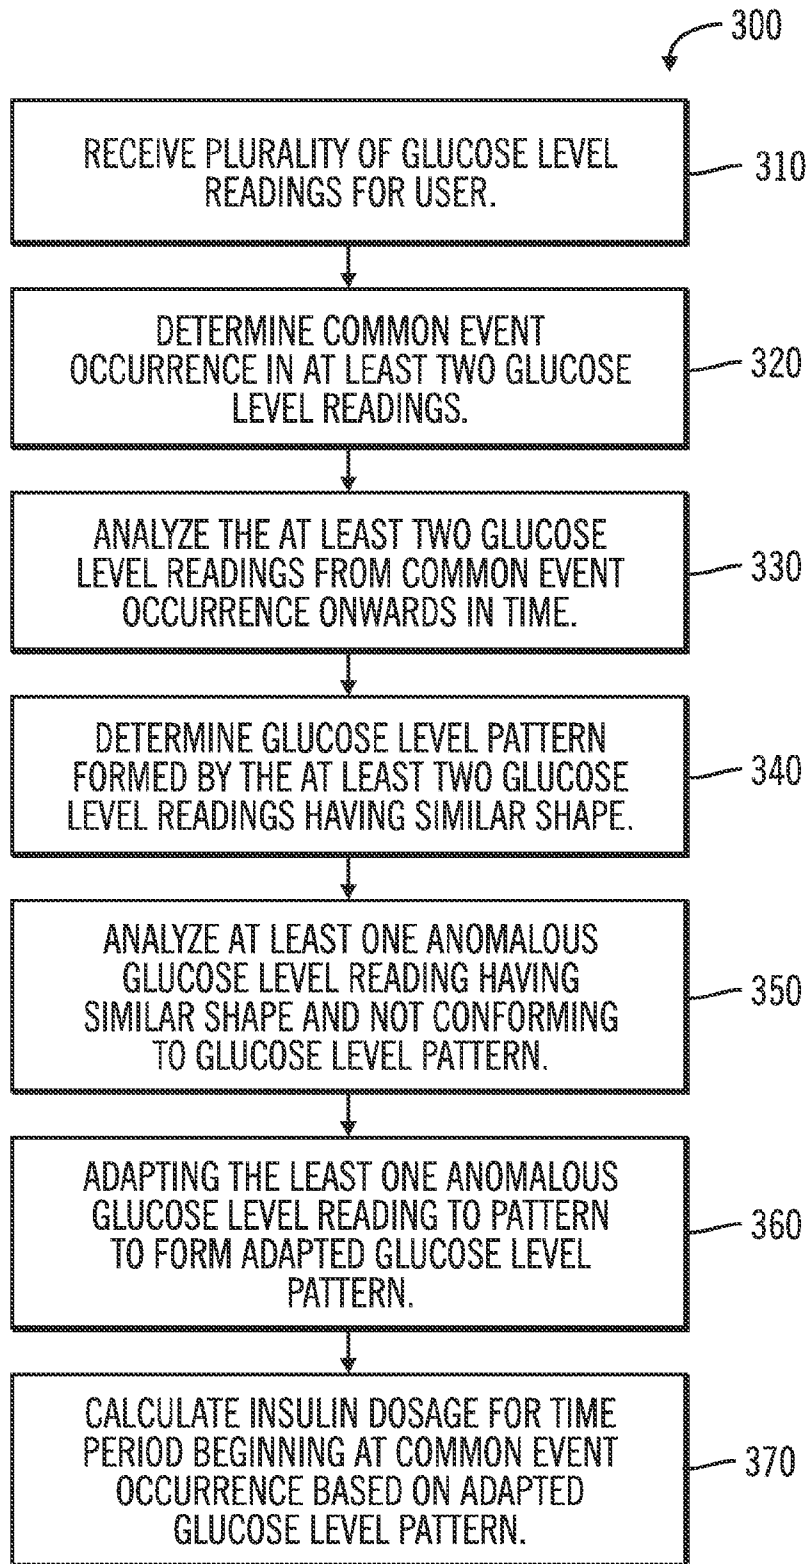 300
RECEIVE PLURALITY OF GLUCOSE LEVEL
READINGS FOR USER.
310
DETERMINE COMMON EVENT
OCCURRENCE IN AT LEAST TWO GLUCOSE
LEVEL READINGS.
320
ANALYZE THE AT LEAST TWO GLUCOSE
LEVEL READINGS FROM COMMON EVENT
OCCURRENCE ONWARDS IN TIME.
330
DETERMINE GLUCOSE LEVEL PATTERN
FORMED BY THE AT LEAST TWO GLUCOSE
LEVEL READINGS HAVING SIMILAR SHAPE.
340
ANALYZE AT LEAST ONE ANOMALOUS
GLUCOSE LEVEL READING HAVING
SIMILAR SHAPE AND NOT CONFORMING
TO GLUCOSE LEVEL PATTERN.
350
ADAPTING THE LEAST ONE ANOMALOUS
GLUCOSE LEVEL READING TO PATTERN
TO FORM ADAPTED GLUCOSE LEVEL
PATTERN.
360
CALCULATE INSULIN DOSAGE FOR TIME
PERIOD BEGINNING AT COMMON EVENT
OCCURRENCE BASED ON ADAPTED
GLUCOSE LEVEL PATTERN.
370